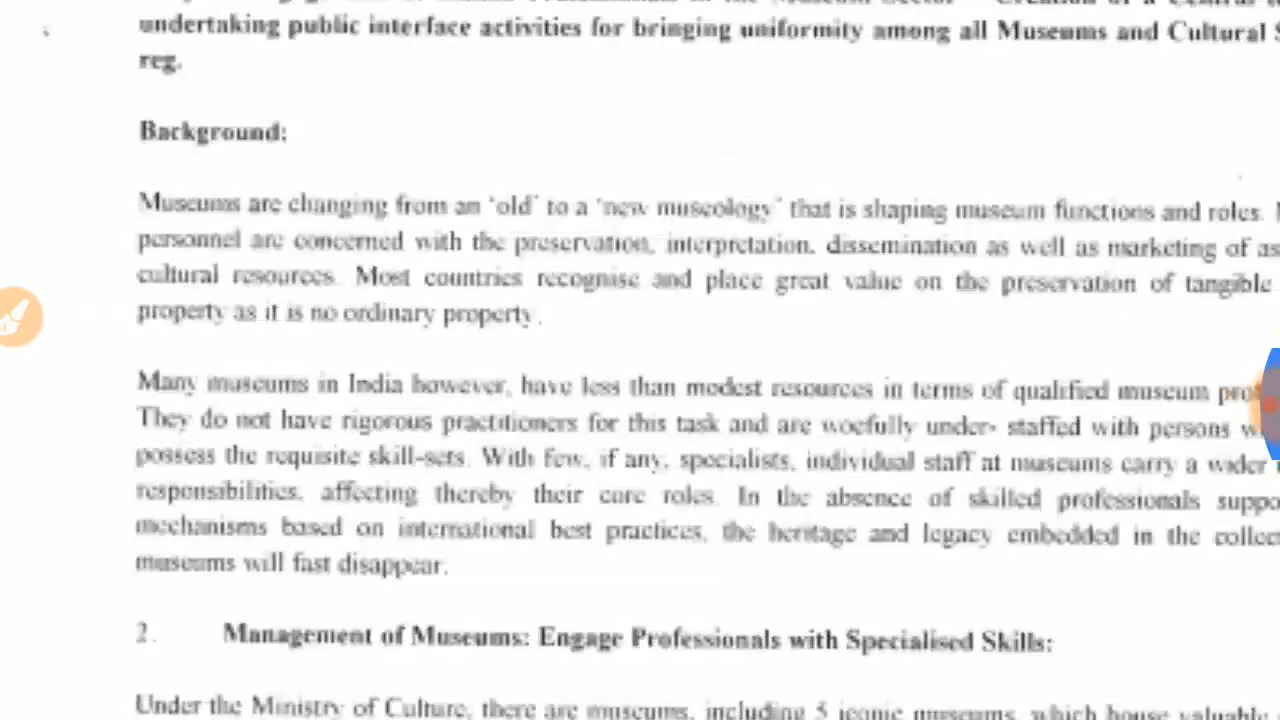 undertaking public interface activities for bringing uniformity among all Museums and Cultural
reg.
Background:
Museums are changing from an ‘old’ to a ‘new museology’ that is shaping museum functions and roles.
personnel are concerned with the preservation, interpretation, dissemination as well as marketing of
cultural resources. Most countries recognise and place great value on the preservation of tangible
property as it is no ordinary property.
Many museums in India however, have less than modest resources in terms of qualified museum
They do not have rigorous practitioners for this task and are woefully under- staffed with persons
possess the requisite skill-sets. With few, if any, specialists, individual staff at museums carry a wider
responsibilities, affecting thereby their core roles. In the absence of skilled professionals
mechanisms based on international best practices, the heritage and legacy embedded in the
museums will fast disappear.
2. Management of Museums: Engage Professionals with Specialised Skills:
Under the Ministry of Culture, there are museums, including 5 iconic museums, which house valuable